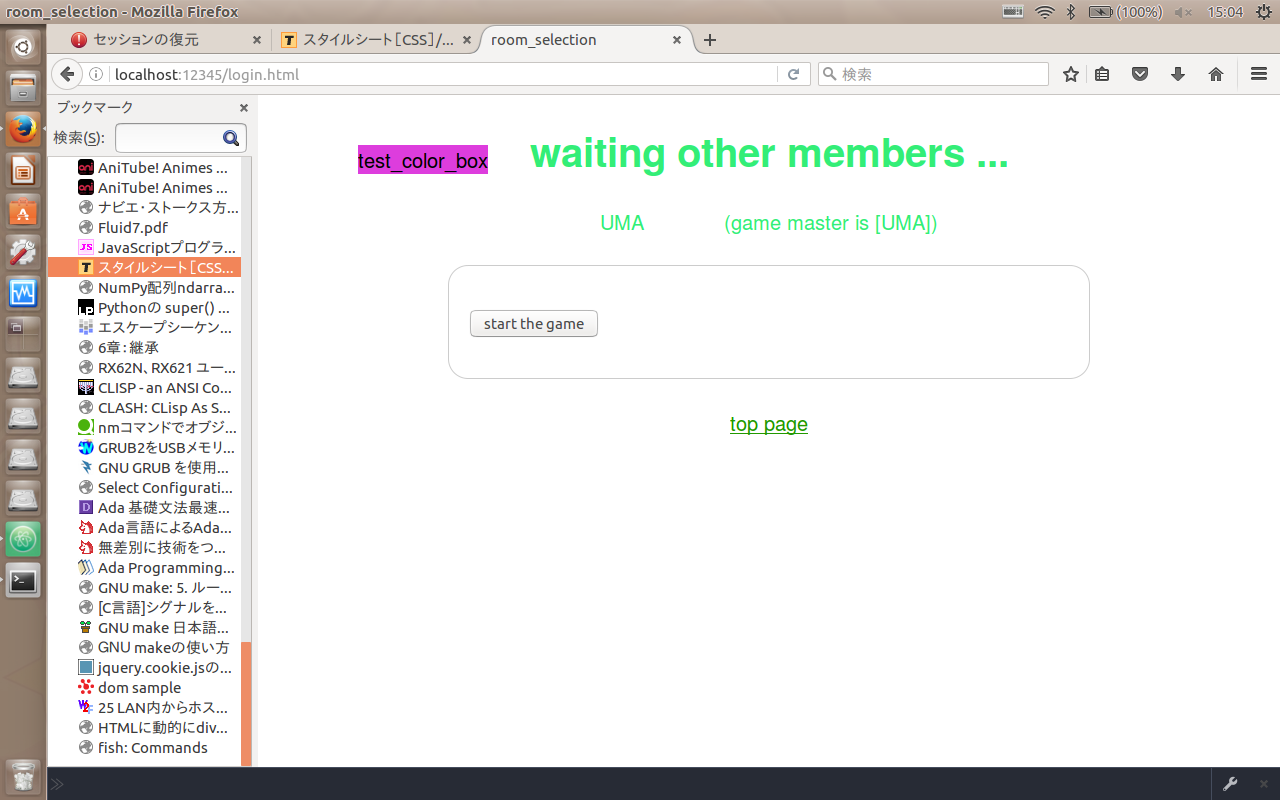 room_selection - Mozilla Firefox
(100%)
15:04
セッションの復元
スタイルシート[CSS]/...
room_selection
localhost:12345/login.html
検索
ブックマーク
検索(S):
AniTube! Animes ...
AniTube! Animes ...
ナビエ・ストークス方...
Fluid7.pdf
JavaScriptプログラ...
スタイルシート[CSS...
NumPy配列ndarra...
Pythonの super() ...
エスケープシーケン...
6章：継承
RX62N、RX621 ユー...
CLISP - an ANSI Co...
CLASH: CLisp As S...
nmコマンドでオブジ...
GRUB2をUSBメモリ...
GNU GRUB を使用...
Select Configurati...
Ada 基礎文法最速...
Ada言語によるAda...
無差別に技術をつ...
Ada Programming...
GNU make: 5. ルー...
[C言語]シグナルを...
GNU make 日本語...
GNU makeの使い方
jquery.cookie.jsの...
dom sample
25 LAN内からホス...
HTMLに動的にdiv...
fish: Commands
test_color_box
waiting other members ...
UMA
(game master is [UMA])
start the game
top page